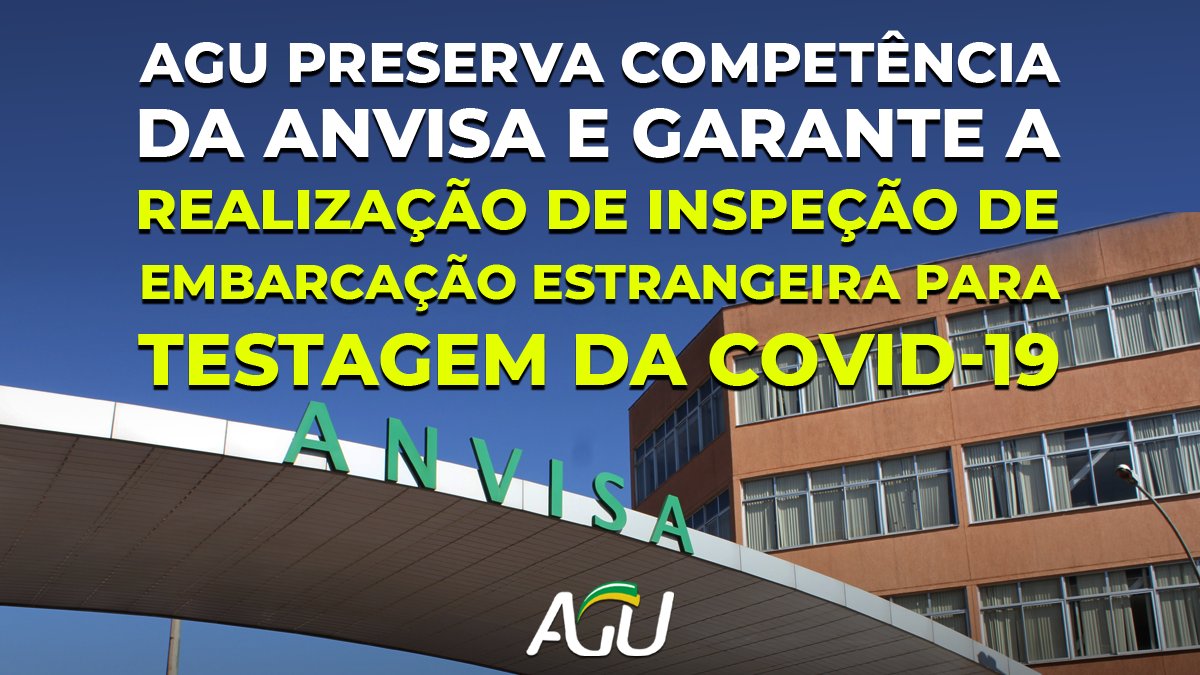 AGU PRESERVA COMPETÊNCIA
DA ANVISA E GARANTE A
REALIZAÇÃO DE INSPEÇÃO DE
EMBARCAÇÃO ESTRANGEIRA PARA
TESTAGEM DA COVID-19
ANVISA
AGU